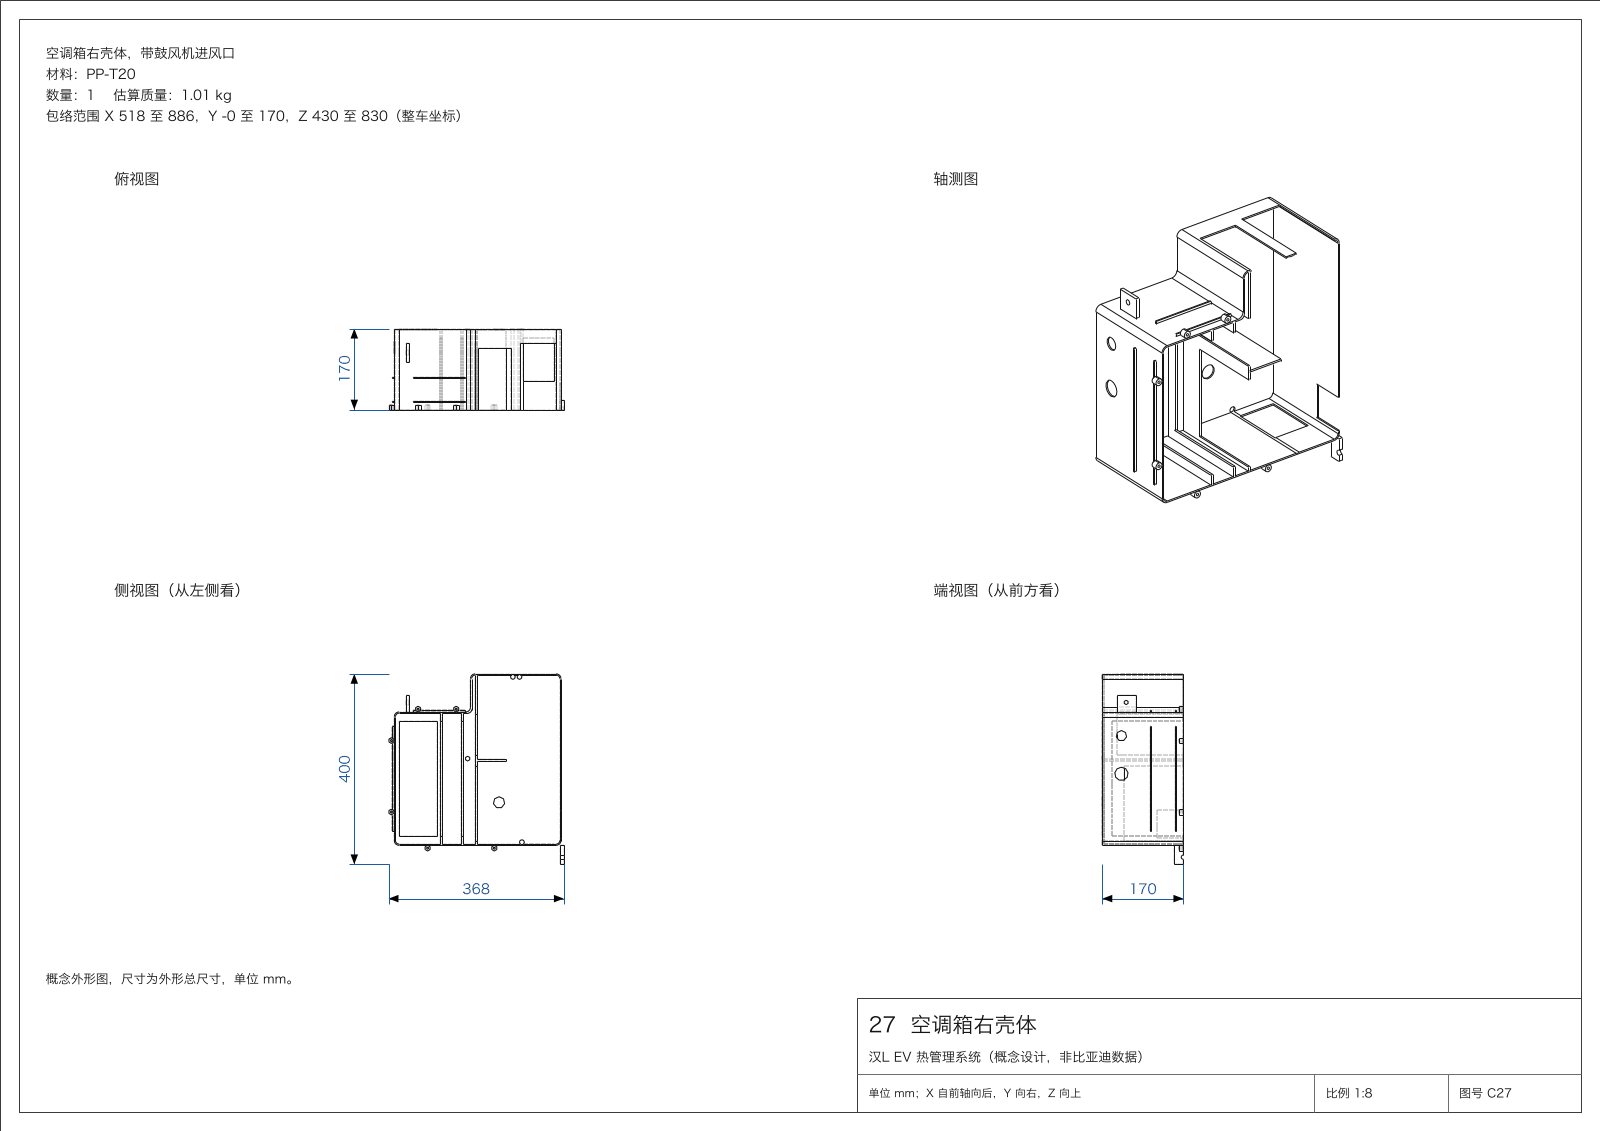 空调箱右壳体，带鼓风机进风口
材料：PP-T20
数量：1　估算质量：1.01 kg
包络范围 X 518 至 886，Y -0 至 170，Z 430 至 830（整车坐标）
俯视图
轴测图
170
侧视图（从左侧看）
端视图（从前方看）
400
368
170
概念外形图，尺寸为外形总尺寸，单位 mm。
27 空调箱右壳体
汉L EV 热管理系统（概念设计，非比亚迪数据）
单位 mm；X 自前轴向后，Y 向右，Z 向上
比例 1:8
图号 C27